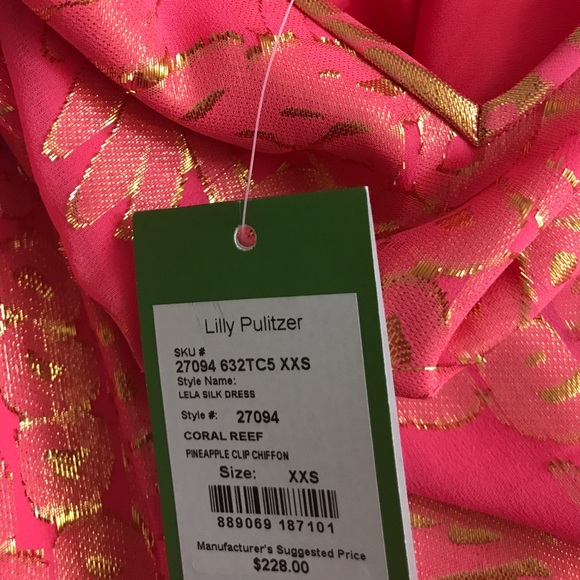 Lilly Pulitzer
SKU #
27094 632TC5 XXS
Style Name:
LELA SILK DRESS
Style #: 27094
CORAL REEF
PINEAPPLE CLIP CHIFFON
Size: XXS
889069 187101
Manufacturer's Suggested Price
$228.00